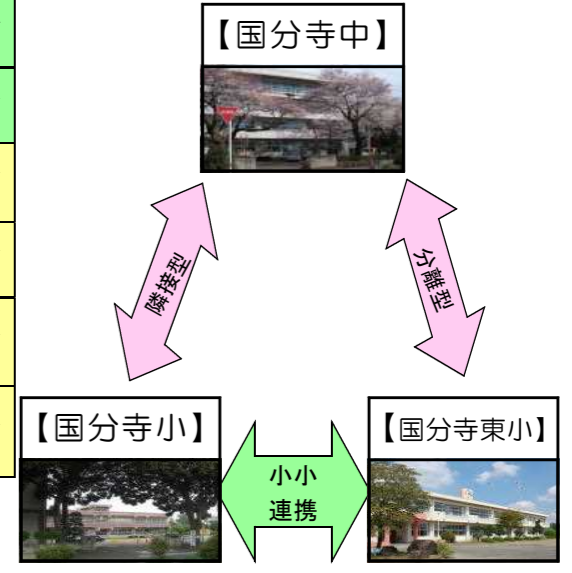 【国分寺中】
隣接型
分離型
【国分寺小】
【国分寺東小】
小小
連携